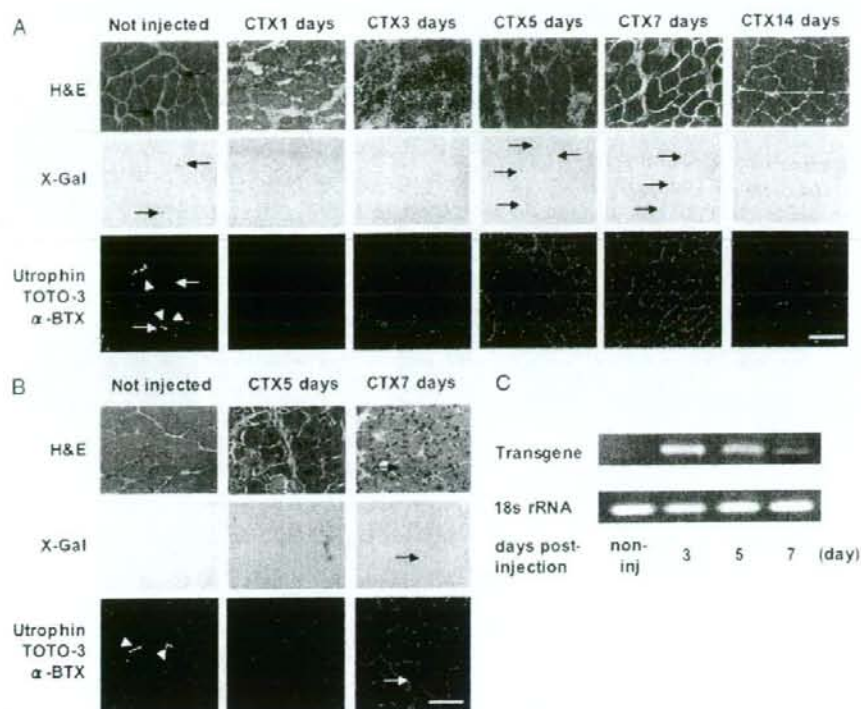 A
Not injected CTX1 days CTX3 days CTX5 days CTX7 days CTX14 days
H&E
X-Gal
Utrophin
TOTO-3
α-BTX
B
Not injected CTX5 days CTX7 days
H&E
X-Gal
Utrophin
TOTO-3
α-BTX
C
Transgene
18s rRNA
days post-
injection
non-
inj
3 5 7 (day)